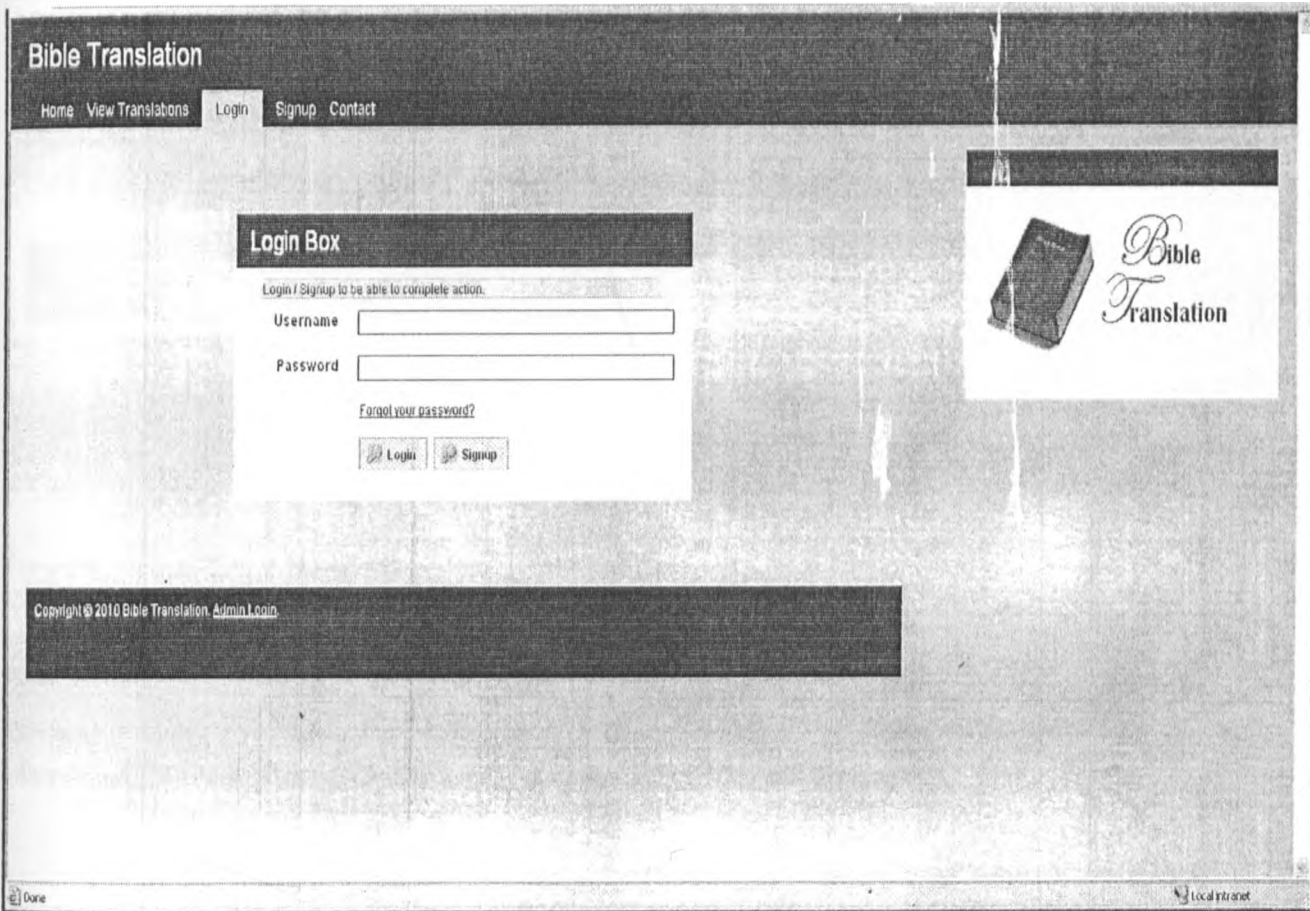 Bible Translation
Home View Translations Login Signup Contact
Login Box
Login / Signup to be able to complete action.
Username
Password
Forgot your password?
Login Signup
Bible
Translation
Copyright © 2010 Bible Translation. Admin Login.
Done Local intranet